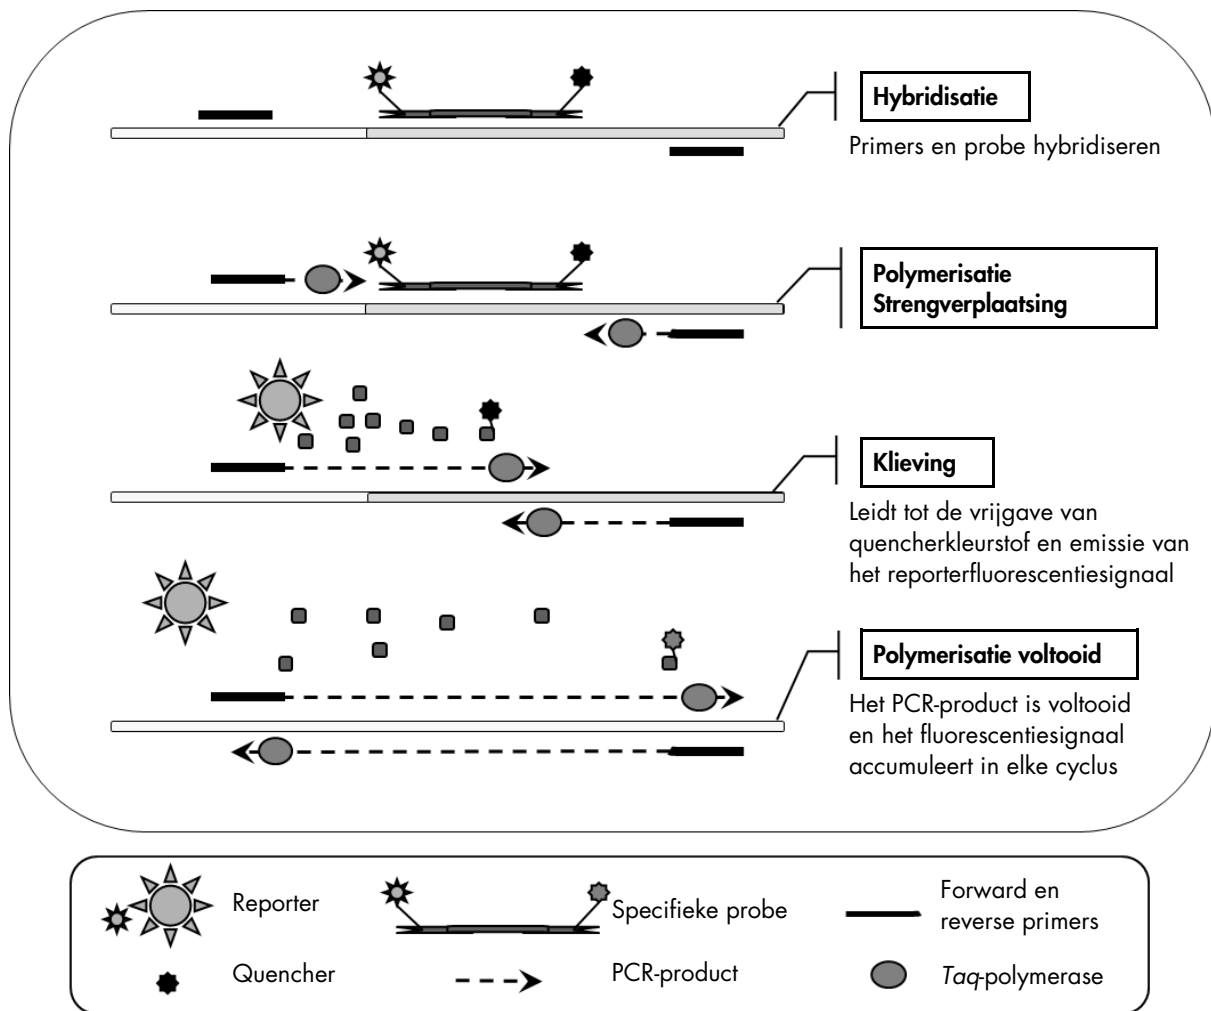 Hybridisatie
Primers en probe hybridiseren
Polymerisatie
Strengverplaatsing
Klieving
Leidt tot de vrijgave van
quencherkleurstof en emissie van
het reporterfluorescentiesignaal
Polymerisatie voltooid
Het PCR-product is voltooid
en het fluorescentiesignaal
accumuleert in elke cyclus
Reporter
Specifieke probe
Forward en
reverse primers
Quencher
PCR-product
Taq-polymerase